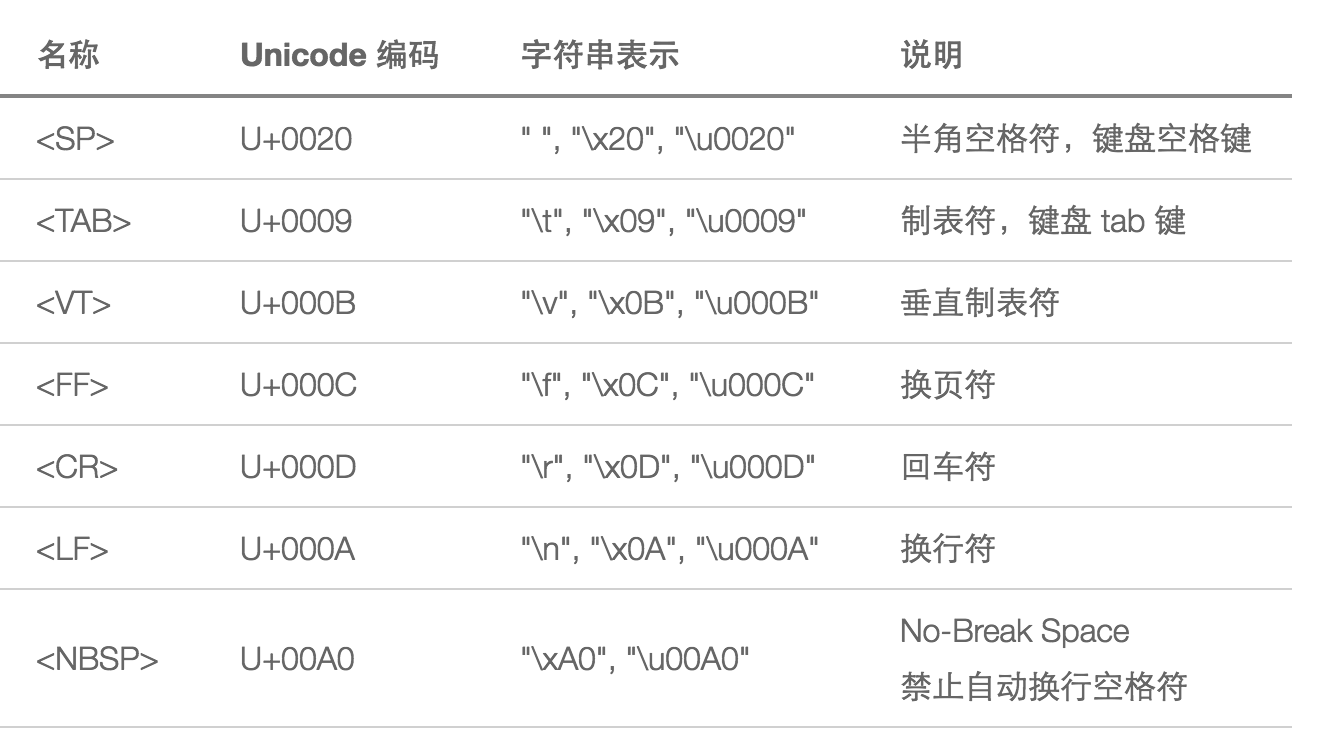 名称 Unicode 编码 字符串表示 说明
<SP> U+0020 " ", "\x20", "\u0020" 半角空格符，键盘空格键
<TAB> U+0009 "\t", "\x09", "\u0009" 制表符，键盘 tab 键
<VT> U+000B "\v", "\x0B", "\u000B" 垂直制表符
<FF> U+000C "\f", "\x0C", "\u000C" 换页符
<CR> U+000D "\r", "\x0D", "\u000D" 回车符
<LF> U+000A "\n", "\x0A", "\u000A" 换行符
<NBSP> U+00A0 "\xA0", "\u00A0" No-Break Space
禁止自动换行空格符